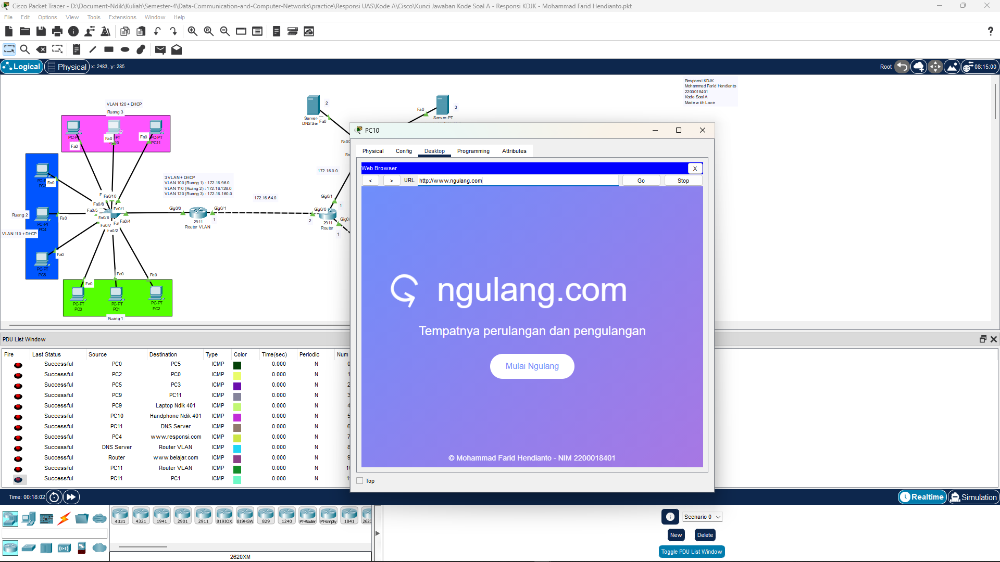 Cisco Packet Tracer - D:\Document-Ndik\Kuliah\Semester-4\Data-Communication-and-Computer-Networks\practice\Responsi UAS\Kode A\Cisco\Kunci Jawaban Kode Soal A - Responsi KDJK - Mohammad Farid Hendianto.pkt
File Edit Options View Tools Extensions Window Help
Logical Physical x: 2483, y: 285
Root 08:15:00
Responsi KDJK
Mohammad Farid Hendianto
2200018401
Kode Soal A
Made with Love
VLAN 120 + DHCP
Ruang 3
Fa0
Fa0
Fa0
PC-PT
PC11
2
Server-
DNS Ser
Fa0
Fa0
3
Server-PT
Fa0
Ruang 2
VLAN 110 + DHCP
PC-PT
PC4
Fa0
PC-PT
PC5
Fa0
3 VLAN + DHCP
VLAN 100 (Ruang 1) : 172.16.96.0
VLAN 110 (Ruang 2) : 172.16.128.0
VLAN 120 (Ruang 3) : 172.16.160.0
172.16.64.0
172.16.0.0
Fa0/10
Fa0/8
Fa0/5
Fa0/1
Fa0/6
Fa0/4
Fa0/7
Fa0/2
Gig0/0
Gig0/1
2911
Router VLAN
1
Gig0/1
1
Gig0/0
2
2911
Router
1
Fa0
Fa0
Fa0
PC-PT
PC0
PC-PT
PC1
PC-PT
PC2
Ruang 1
PC10
Physical Config Desktop Programming Attributes
Web Browser X
< > URL http://www.ngulang.com Go Stop
ngulang.com
Tempatnya perulangan dan pengulangan
Mulai Ngulang
© Mohammad Farid Hendianto - NIM 2200018401
Top
PDU List Window
Fire Last Status Source Destination Type Color Time(sec) Periodic Num
Successful PC0 PC5 ICMP 0.000 N 0
Successful PC2 PC0 ICMP 0.000 N 1
Successful PC5 PC3 ICMP 0.000 N 2
Successful PC9 PC11 ICMP 0.000 N 3
Successful PC9 Laptop Ndik 401 ICMP 0.000 N 4
Successful PC10 Handphone Ndik 401 ICMP 0.000 N 5
Successful PC11 DNS Server ICMP 0.000 N 6
Successful PC4 www.responsi.com ICMP 0.000 N 7
Successful DNS Server Router VLAN ICMP 0.000 N 8
Successful Router www.belajar.com ICMP 0.000 N 9
Successful PC11 Router VLAN ICMP 0.000 N
Successful PC11 PC1 ICMP 0.000 N
Time: 00:18:02
Realtime Simulation
4331 4321 1941 2901 2911 819IOX 819HGW 829 1240 PT-Router PT-Empty 1841
2620XM
Scenario 0
New Delete
Toggle PDU List Window